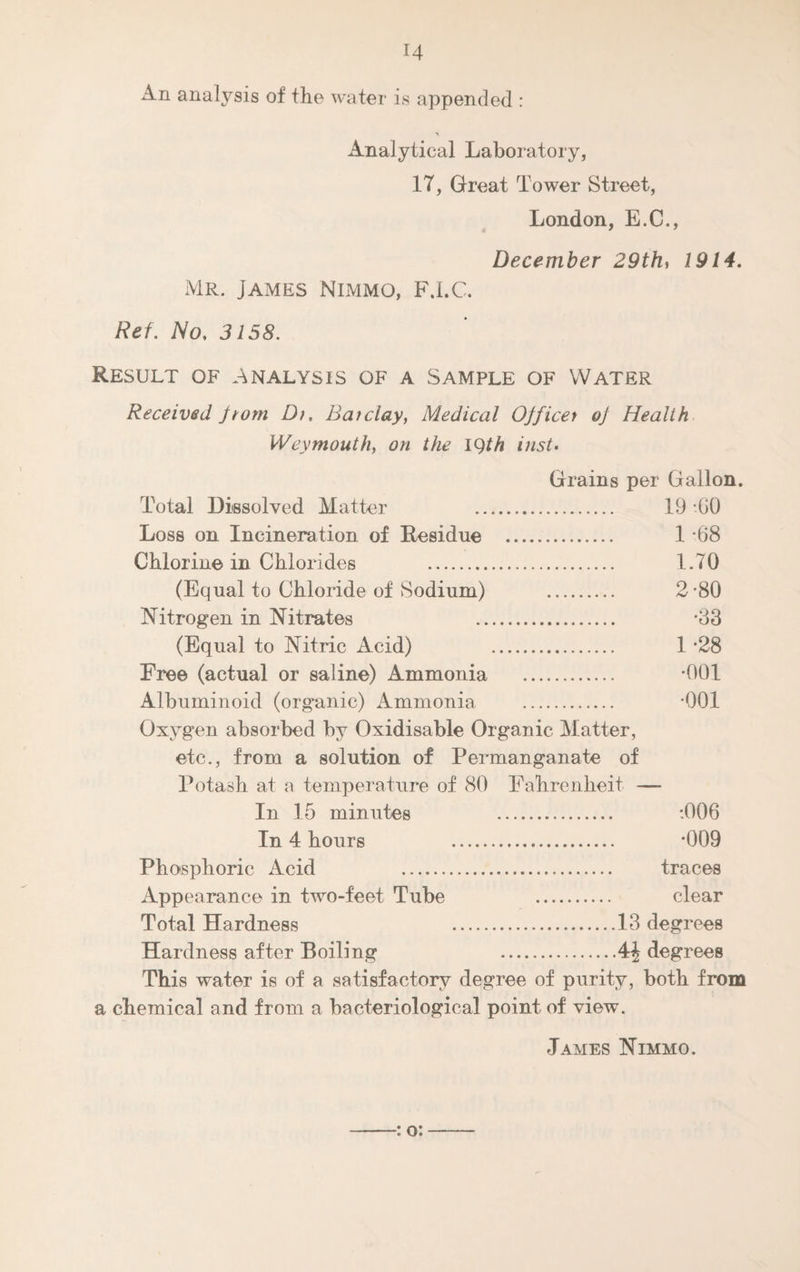 14
An analysis of the water is appended :
Analytical Laboratory,
17, Great Tower Street,
London, E.C.,
December 29th, 1914.
MR. JAMES NIMMO, F.I.C.
Ref. No. 3158.
RESULT OF ANALYSIS OF A SAMPLE OF WATER
Received from Dr. Barclay, Medical Officer of Health
Weymouth, on the 19th inst.
Grains per Gallon.
Total Dissolved Matter .................. 19·60
Loss on Incineration of Residue .............. 1·68
Chlorine in Chlorides ........................ 1.70
(Equal to Chloride of Sodium) ......... 2·80
Nitrogen in Nitrates .................. ·33
(Equal to Nitric Acid) ................ 1·28
Free (actual or saline) Ammonia ............ ·001
Albuminoid (organic) Ammonia ............ ·001
Oxygen absorbed by Oxidisable Organic Matter,
etc., from a solution of Permanganate of
Potash at a temperature of 80 Fahrenheit —
In 15 minutes ............... ·006
In 4 hours ..................... ·009
Phosphoric Acid ........................... traces
Appearance in two-feet Tube .......... clear
Total Hardness .....................13 degrees
Hardness after Boiling ...............4½ degrees
This water is of a satisfactory degree of purity, both from
a chemical and from a bacteriological point of view.
JAMES NIMMO.
——: o: ——